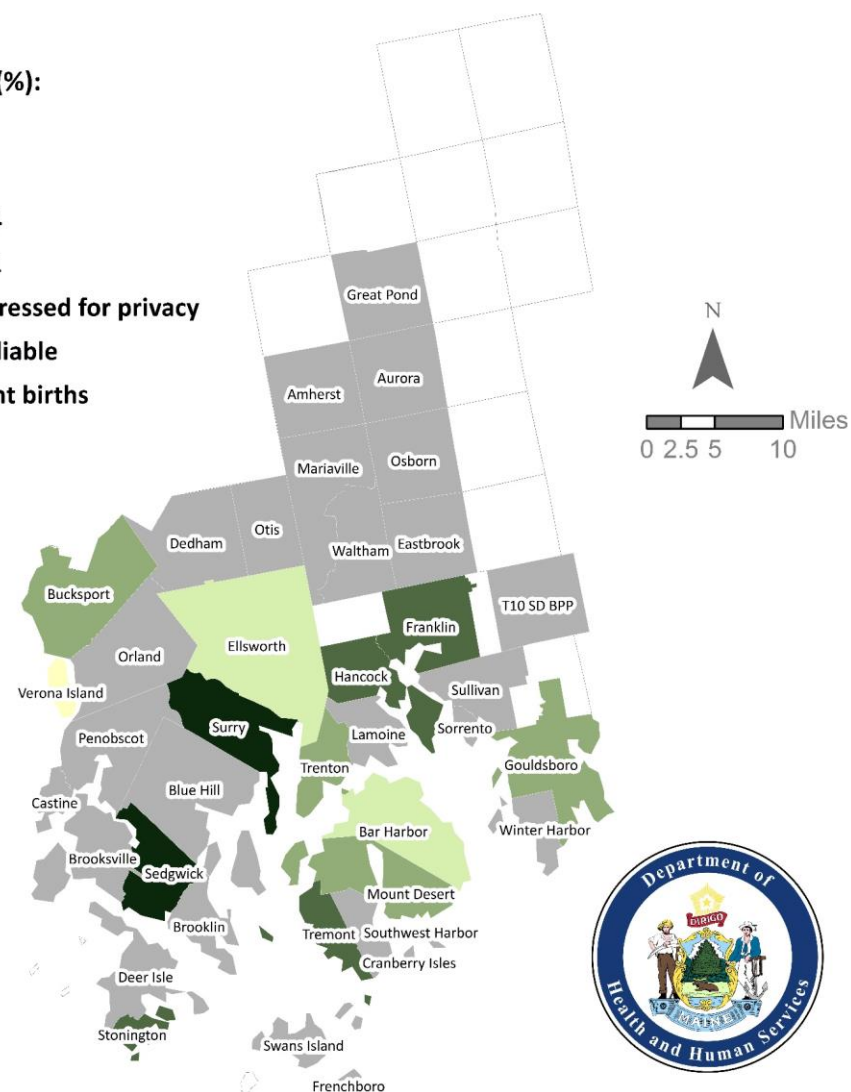 (%):
ressed for privacy
liable
nt births
Great Pond
N
Miles
0 2.5 5 10
Amherst
Aurora
Mariaville
Osborn
Dedham
Otis
Waltham
Eastbrook
Bucksport
T10 SD BPP
Franklin
Ellsworth
Orland
Hancock
Verona Island
Sullivan
Surry
Penobscot
Lamoine
Sorrento
Trenton
Gouldsboro
Blue Hill
Castine
Bar Harbor
Winter Harbor
Brooksville
Sedgwick
Mount Desert
Brooklin
Tremont
Southwest Harbor
Cranberry Isles
Deer Isle
Stonington
Swans Island
Frenchboro
Department of
Health and Human Services
DIRIGO
MAINE